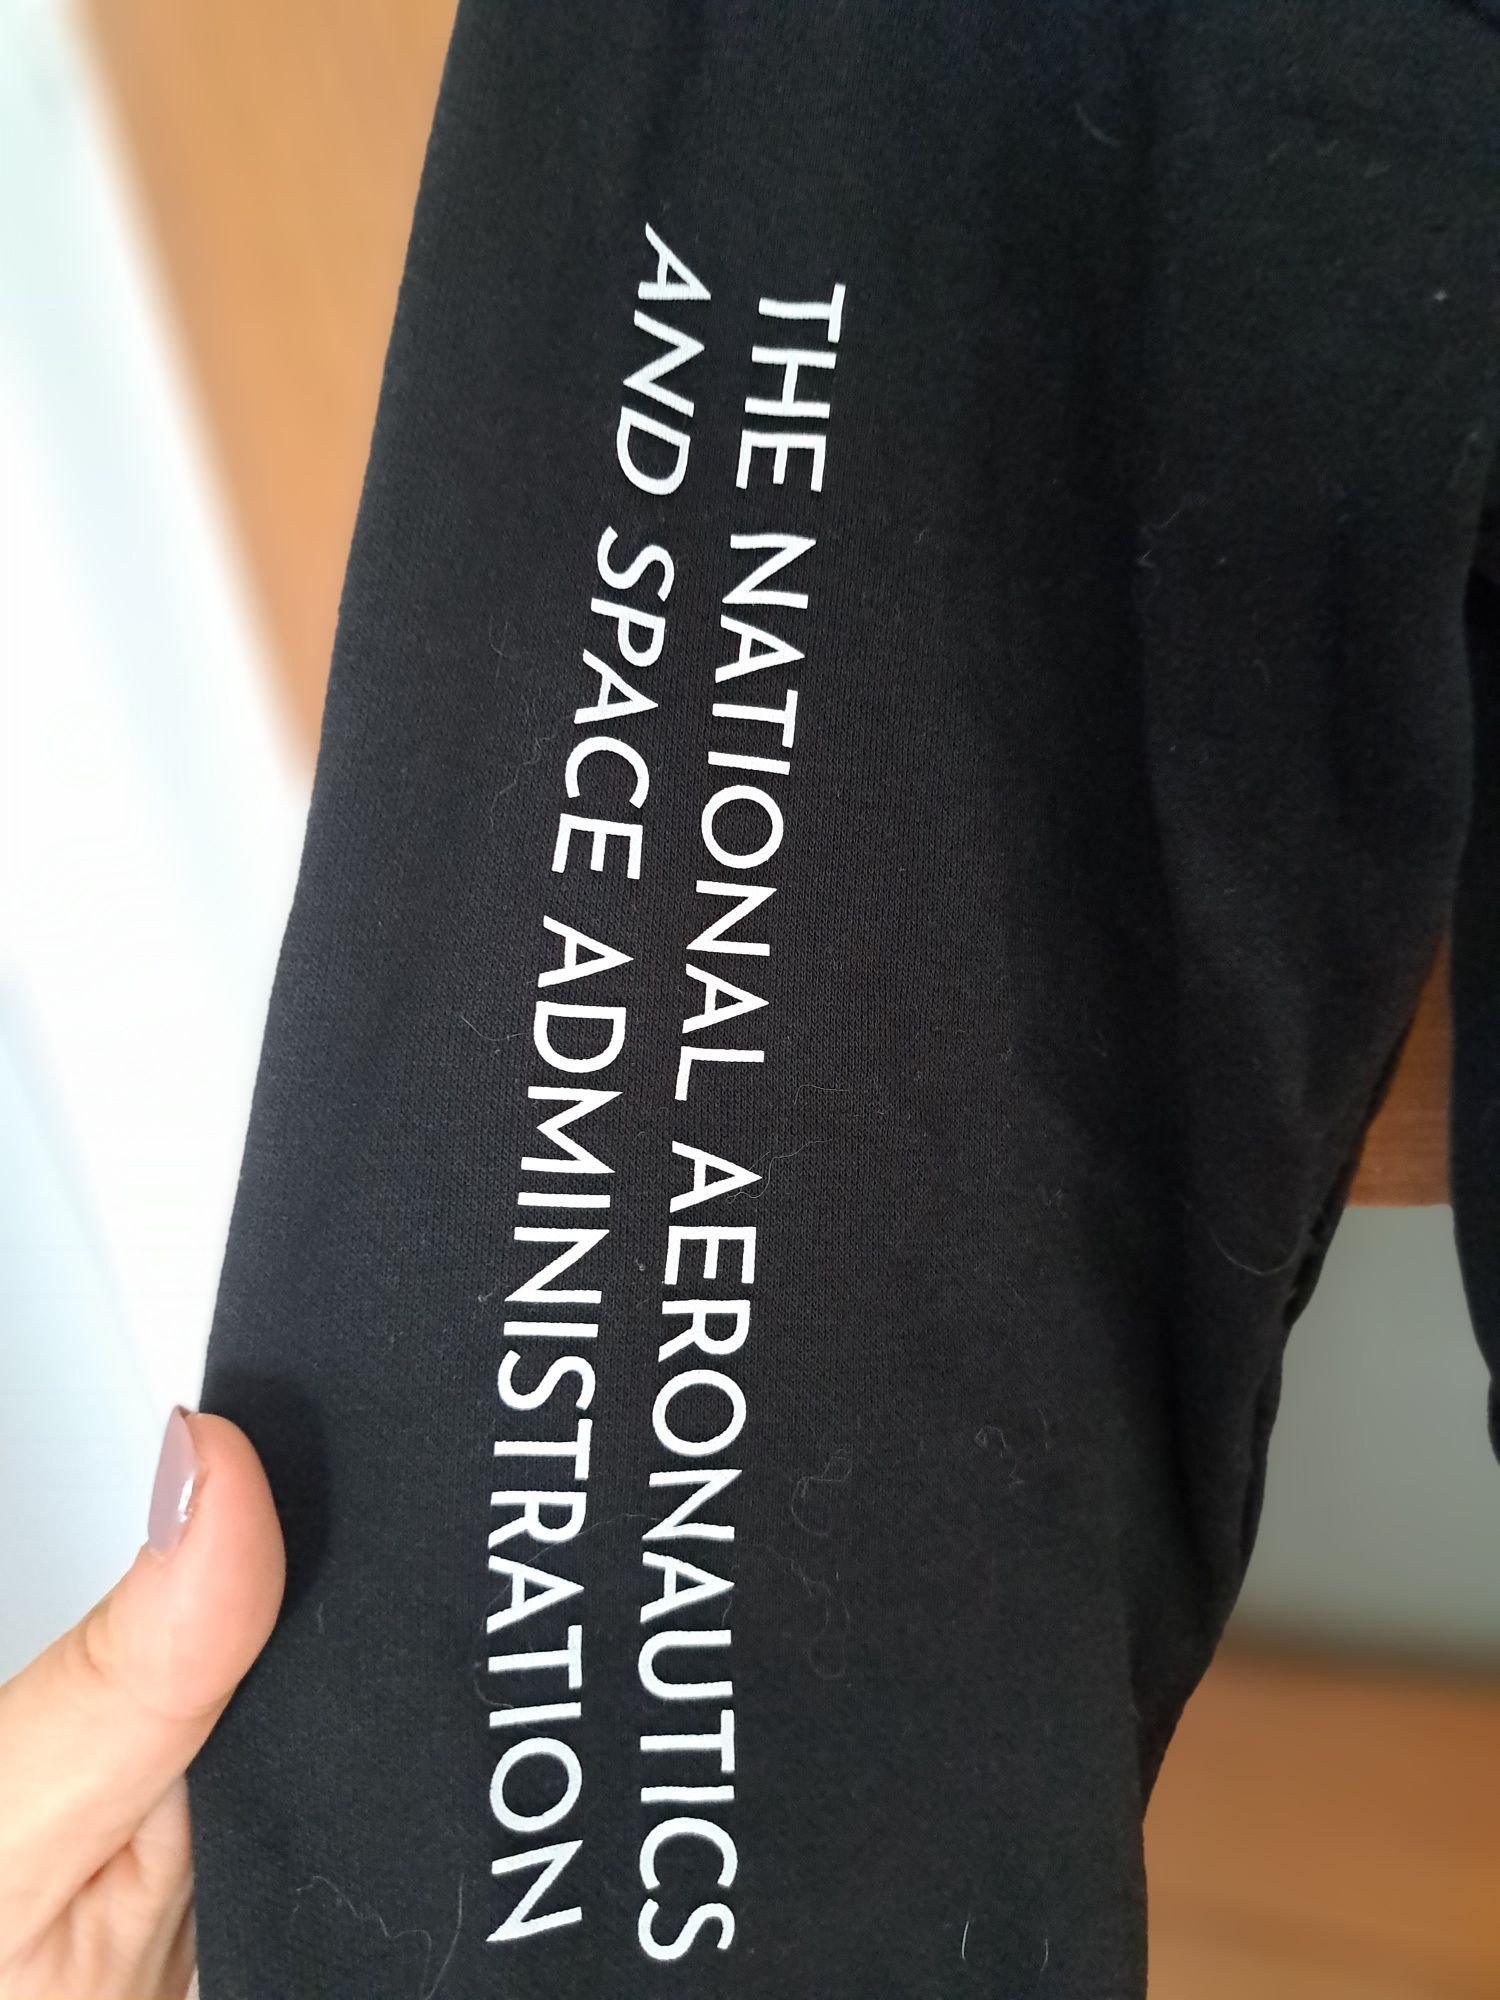 THE NATIONAL AERONAUTICS
AND SPACE ADMINISTRATION